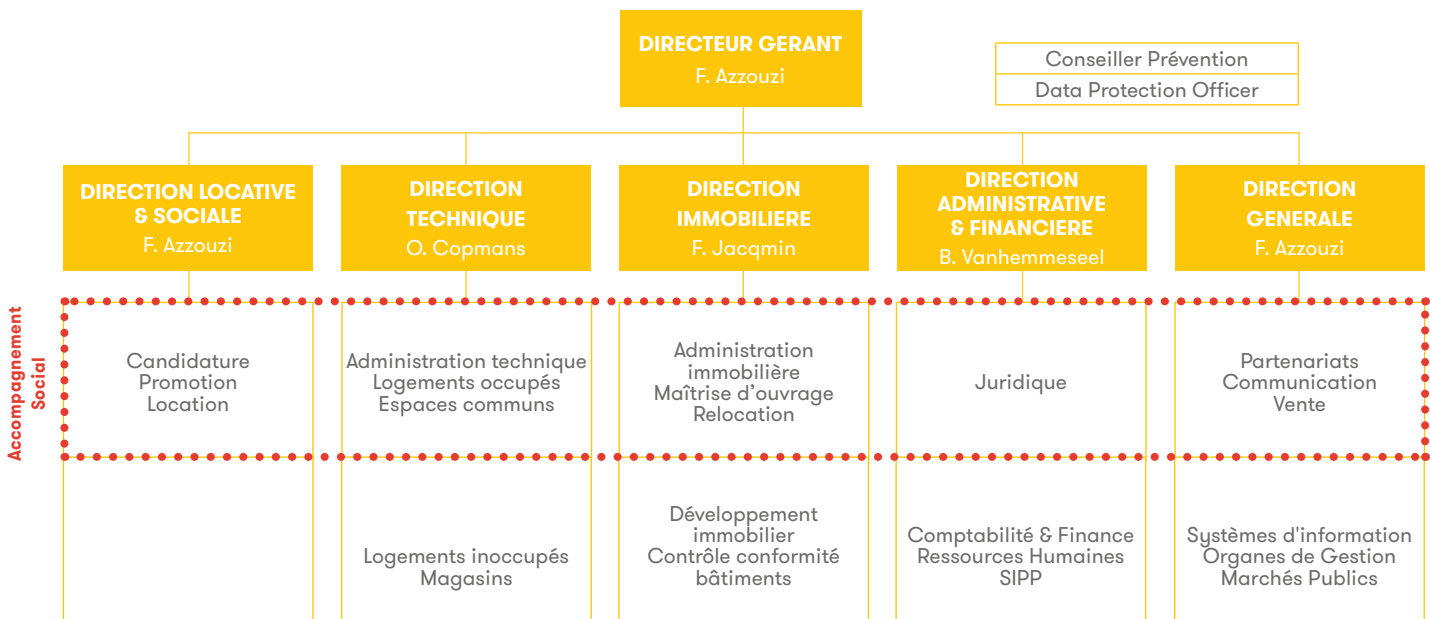 DIRECTEUR GERANT
F. Azzouzi
Conseiller Prévention
Data Protection Officer
DIRECTION LOCATIVE
& SOCIALE
F. Azzouzi
DIRECTION
TECHNIQUE
O. Copmans
DIRECTION
IMMOBILIERE
F. Jacqmin
DIRECTION
ADMINISTRATIVE
& FINANCIERE
B. Vanhemmeseel
DIRECTION
GENERALE
F. Azzouzi
Accompagnement
Social
Candidature
Promotion
Location
Administration technique
Logements occupés
Espaces communs
Administration
immobilière
Maîtrise d’ouvrage
Relocation
Juridique
Partenariats
Communication
Vente
Logements inoccupés
Magasins
Développement
immobilier
Contrôle conformité
bâtiments
Comptabilité & Finance
Ressources Humaines
SIPP
Systèmes d'information
Organes de Gestion
Marchés Publics